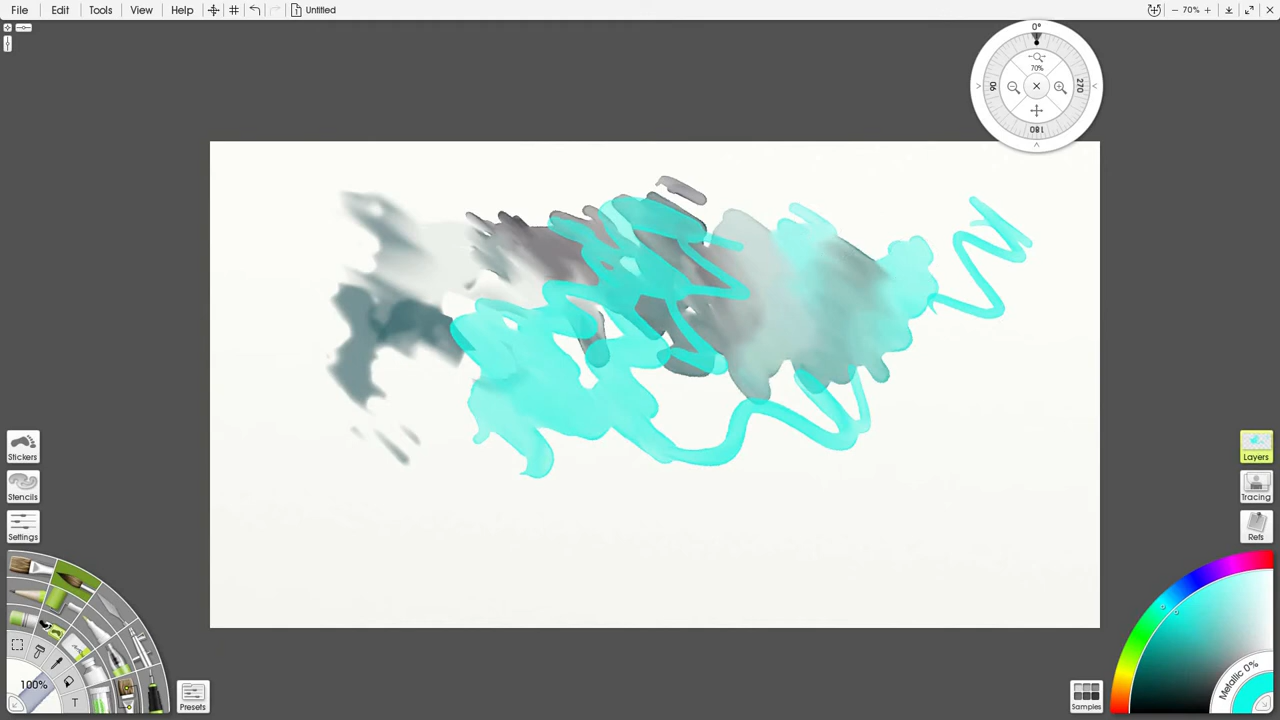 File Edit Tools View Help Untitled 70%
0°
70%
90 270
180
Stickers
Stencils
Settings
Layers
Tracing
Refs
100%
T
Presets
Samples
Metallic 0%